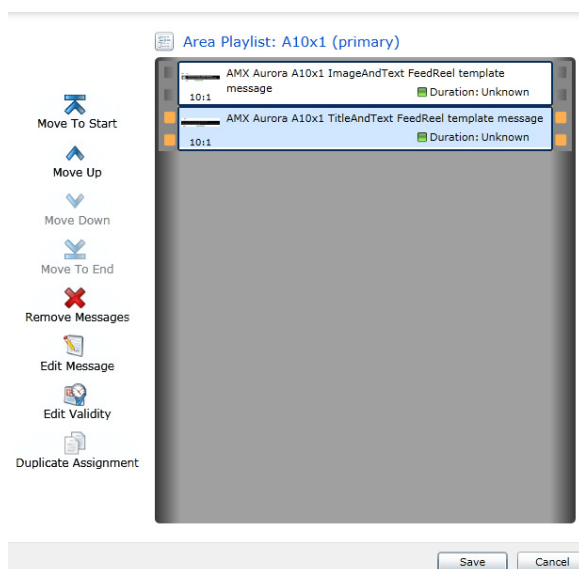 Area Playlist: A10x1 (primary)
AMX Aurora A10x1 ImageAndText FeedReel template
message
Duration: Unknown
10:1
AMX Aurora A10x1 TitleAndText FeedReel template message
Duration: Unknown
10:1
Move To Start
Move Up
Move Down
Move To End
Remove Messages
Edit Message
Edit Validity
Duplicate Assignment
Save
Cancel